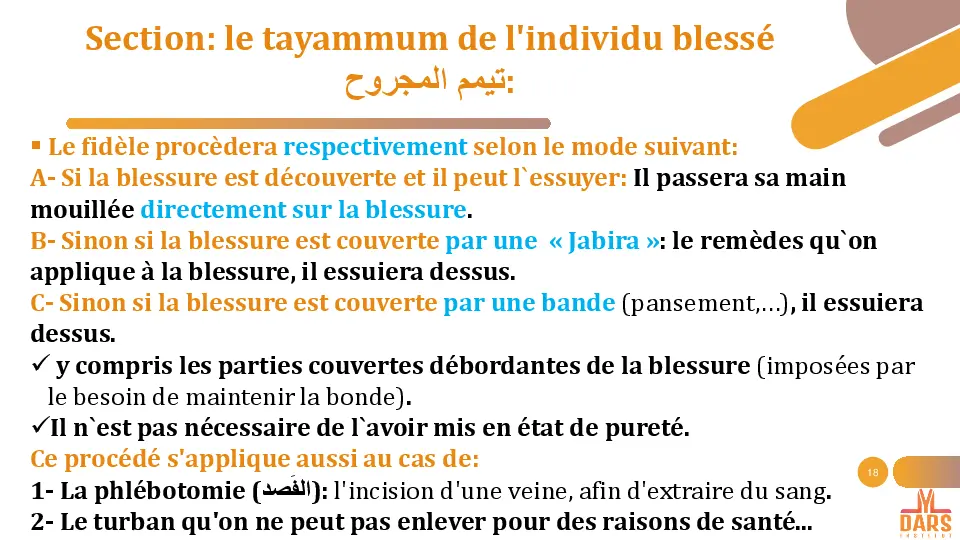 Section: le tayammum de l'individu blessé
تيمم المجروح:
▪ Le fidèle procèdera respectivement selon le mode suivant:
A- Si la blessure est découverte et il peut l`essuyer: Il passera sa main
mouillée directement sur la blessure.
B- Sinon si la blessure est couverte par une « Jabira »: le remèdes qu`on
applique à la blessure, il essuiera dessus.
C- Sinon si la blessure est couverte par une bande (pansement,...), il essuiera
dessus.
✓ y compris les parties couvertes débordantes de la blessure (imposées par
le besoin de maintenir la bonde).
✓Il n`est pas nécessaire de l`avoir mis en état de pureté.
Ce procédé s'applique aussi au cas de:
1- La phlébotomie (الفَصد): l'incision d'une veine, afin d'extraire du sang.
2- Le turban qu'on ne peut pas enlever pour des raisons de santé...
18
DARS